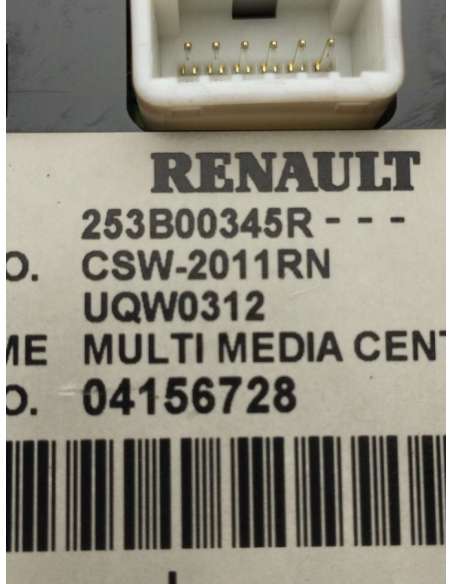 RENAULT
253B00345R---
O. CSW-2011RN
UQW0312
ME MULTI MEDIA CENT
O. 04156728